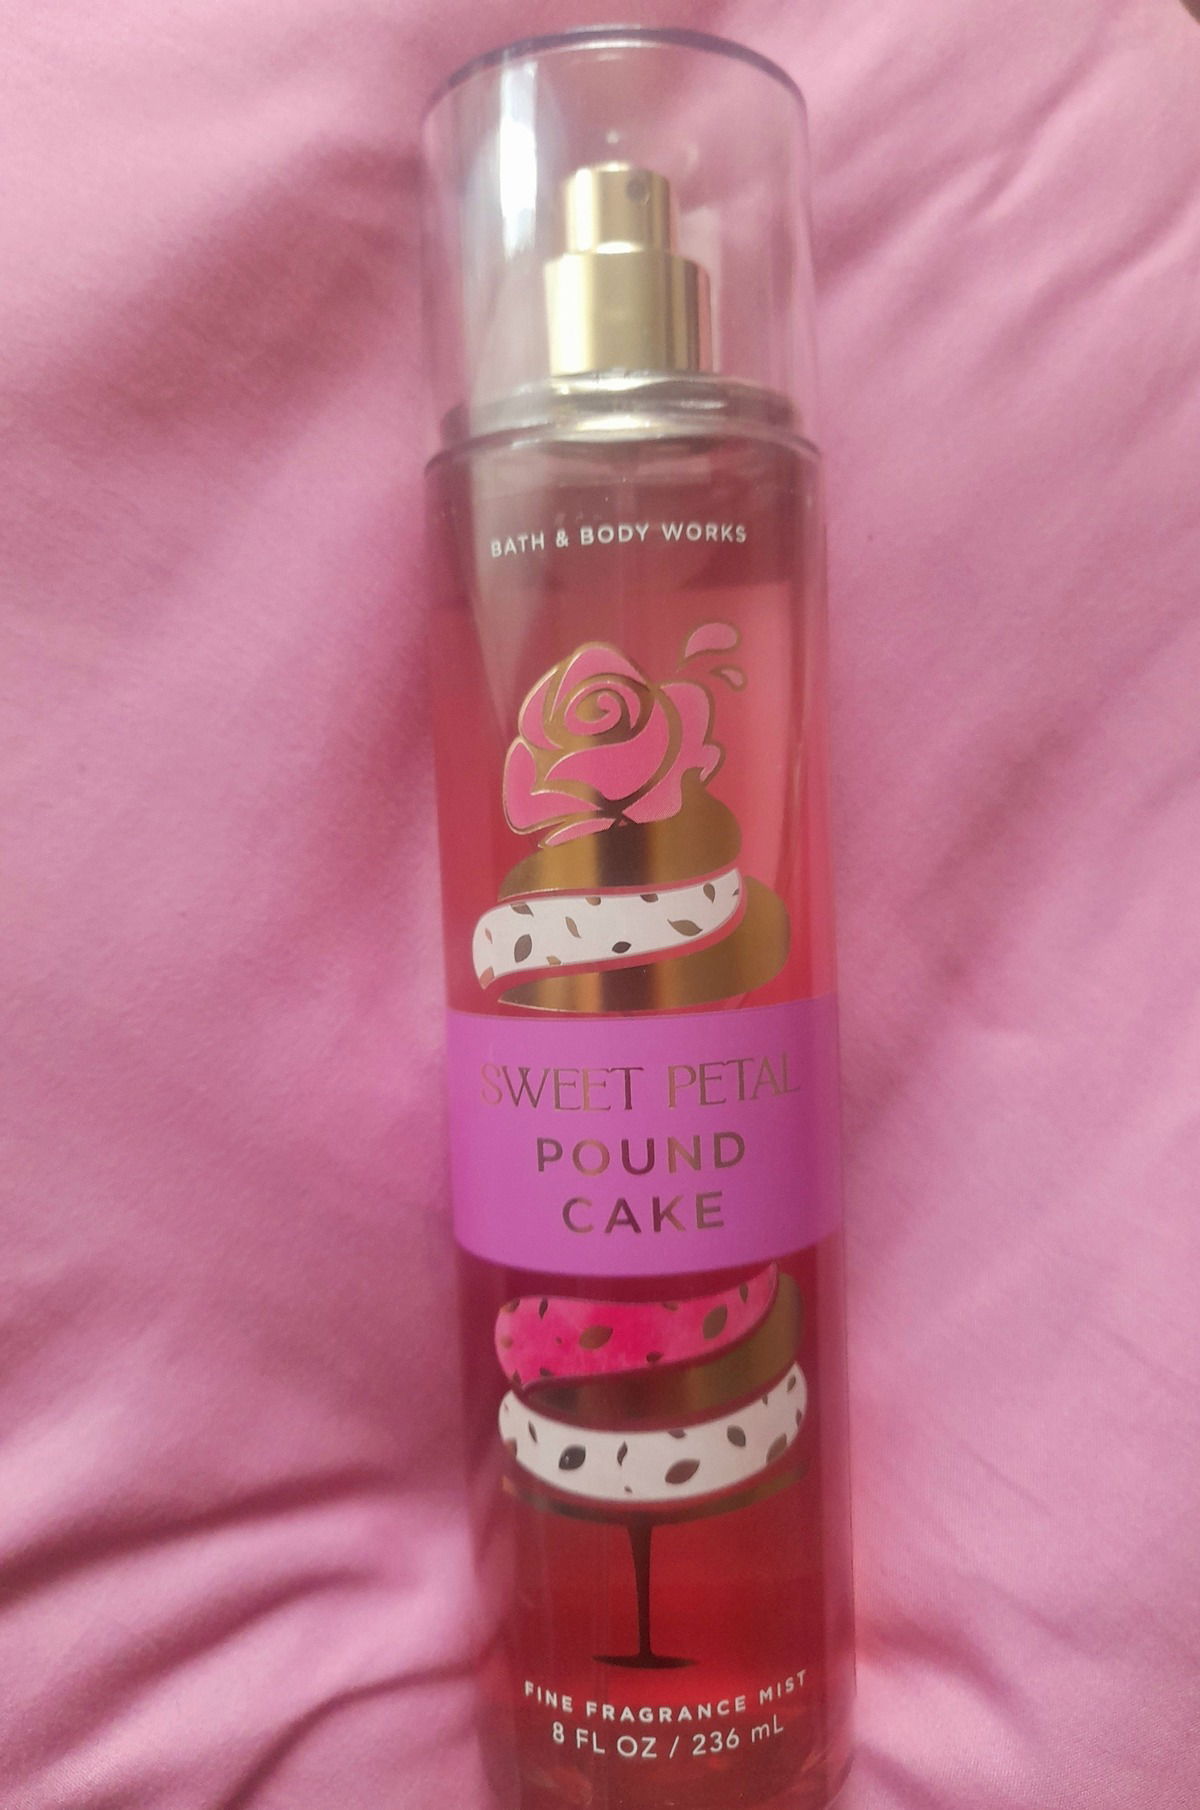 BATH & BODY WORKS
SWEET PETAL
POUND
CAKE
FINE FRAGRANCE MIST
8 FL OZ / 236 mL